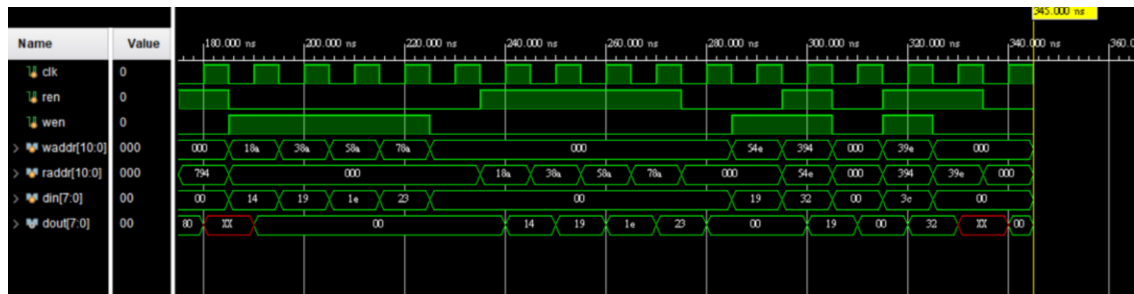 345.000 ns
Name Value 180.000 ns 200.000 ns 220.000 ns 240.000 ns 260.000 ns 280.000 ns 300.000 ns 320.000 ns 340.000 ns 360.0
clk 0
ren 0
wen 0
waddr[10:0] 000 000 18a 38a 58a 78a 000 54e 394 000 39e 000
raddr[10:0] 000 794 000 18a 38a 58a 78a 000 54e 000 394 39e 000
din[7:0] 00 00 14 19 1e 23 00 19 32 00 3c 00
dout[7:0] 00 80 XX 00 14 19 1e 23 00 19 00 32 XX 00